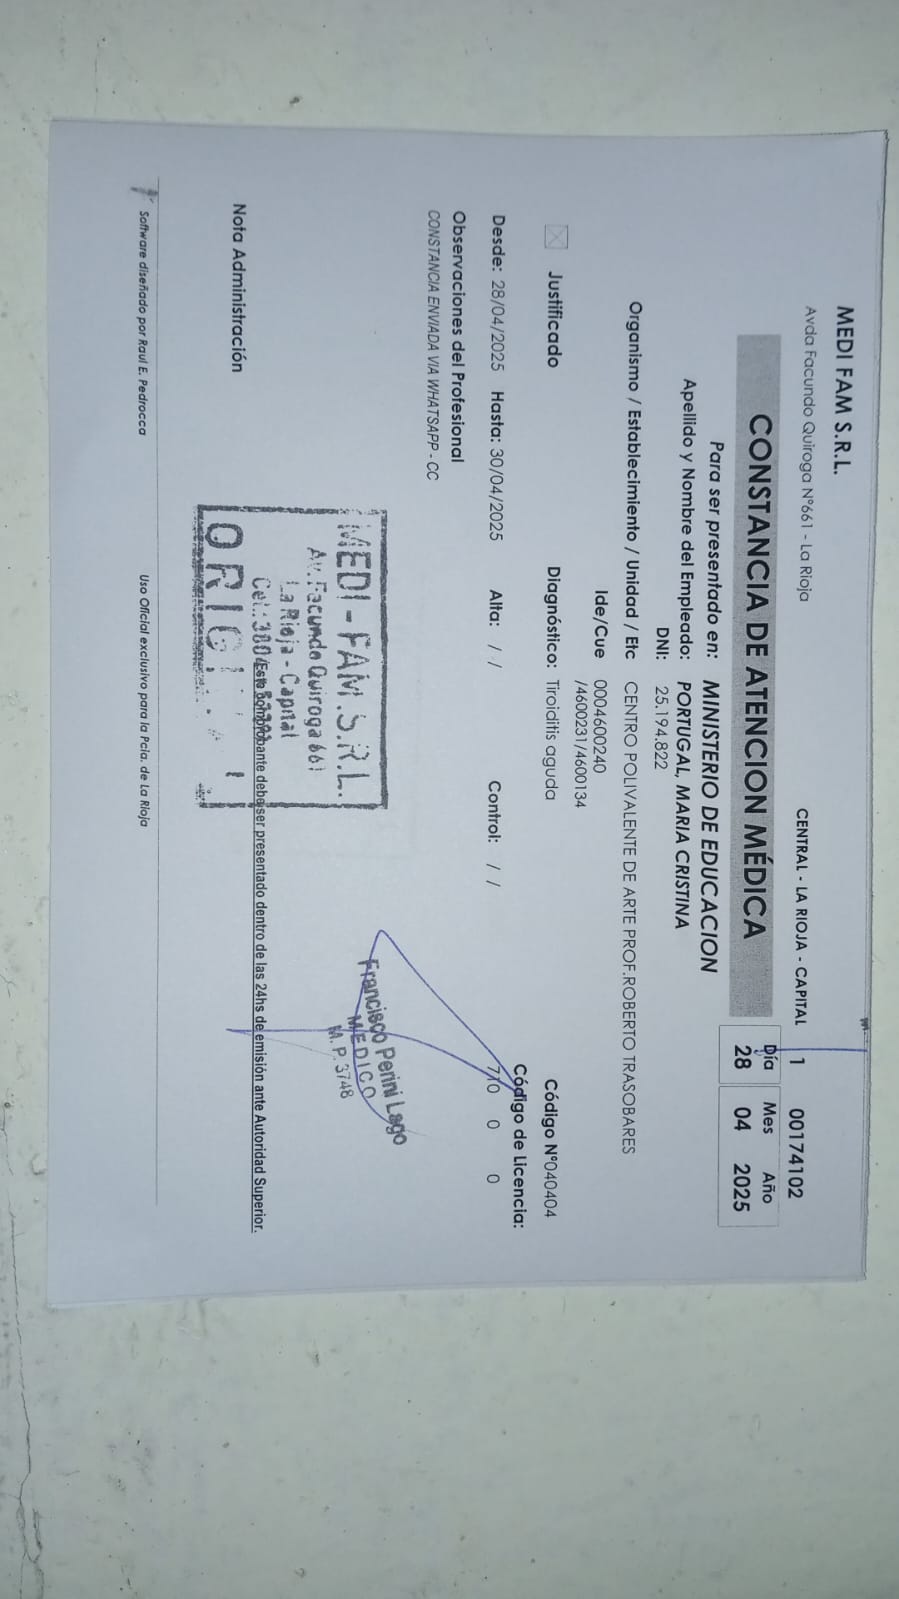 MEDI FAM S.R.L.
Avda Facundo Quiroga N°661 - La Rioja
CENTRAL - LA RIOJA - CAPITAL 1 00174102
CONSTANCIA DE ATENCION MÉDICA
Día Mes Año
28 04 2025
Para ser presentado en: MINISTERIO DE EDUCACION
Apellido y Nombre del Empleado: PORTUGAL, MARIA CRISTINA
DNI: 25.194.822
Organismo / Establecimiento / Unidad / Etc CENTRO POLIVALENTE DE ARTE PROF.ROBERTO TRASOBARES
Ide/Cue 0004600240
/4600231/4600134
Justificado Diagnóstico: Tiroiditis aguda Código N°040404
Código de Licencia:
Desde: 28/04/2025 Hasta: 30/04/2025 Alta: / / Control: / / 710 0 0
Observaciones del Profesional
CONSTANCIA ENVIADA VIA WHATSAPP - CC
MEDI-FAM.S.R.L.
Av. Facundo Quiroga 661
La Rioja - Capital
Cel.: 380
Francisco Perini Lago
MEDICO
M. P. 3748
Este comprobante debe ser presentado dentro de las 24hs de emisión ante Autoridad Superior.
Nota Administración
Software diseñado por Raul E. Pedrocca Uso Oficial exclusivo para la Pcia. de La Rioja